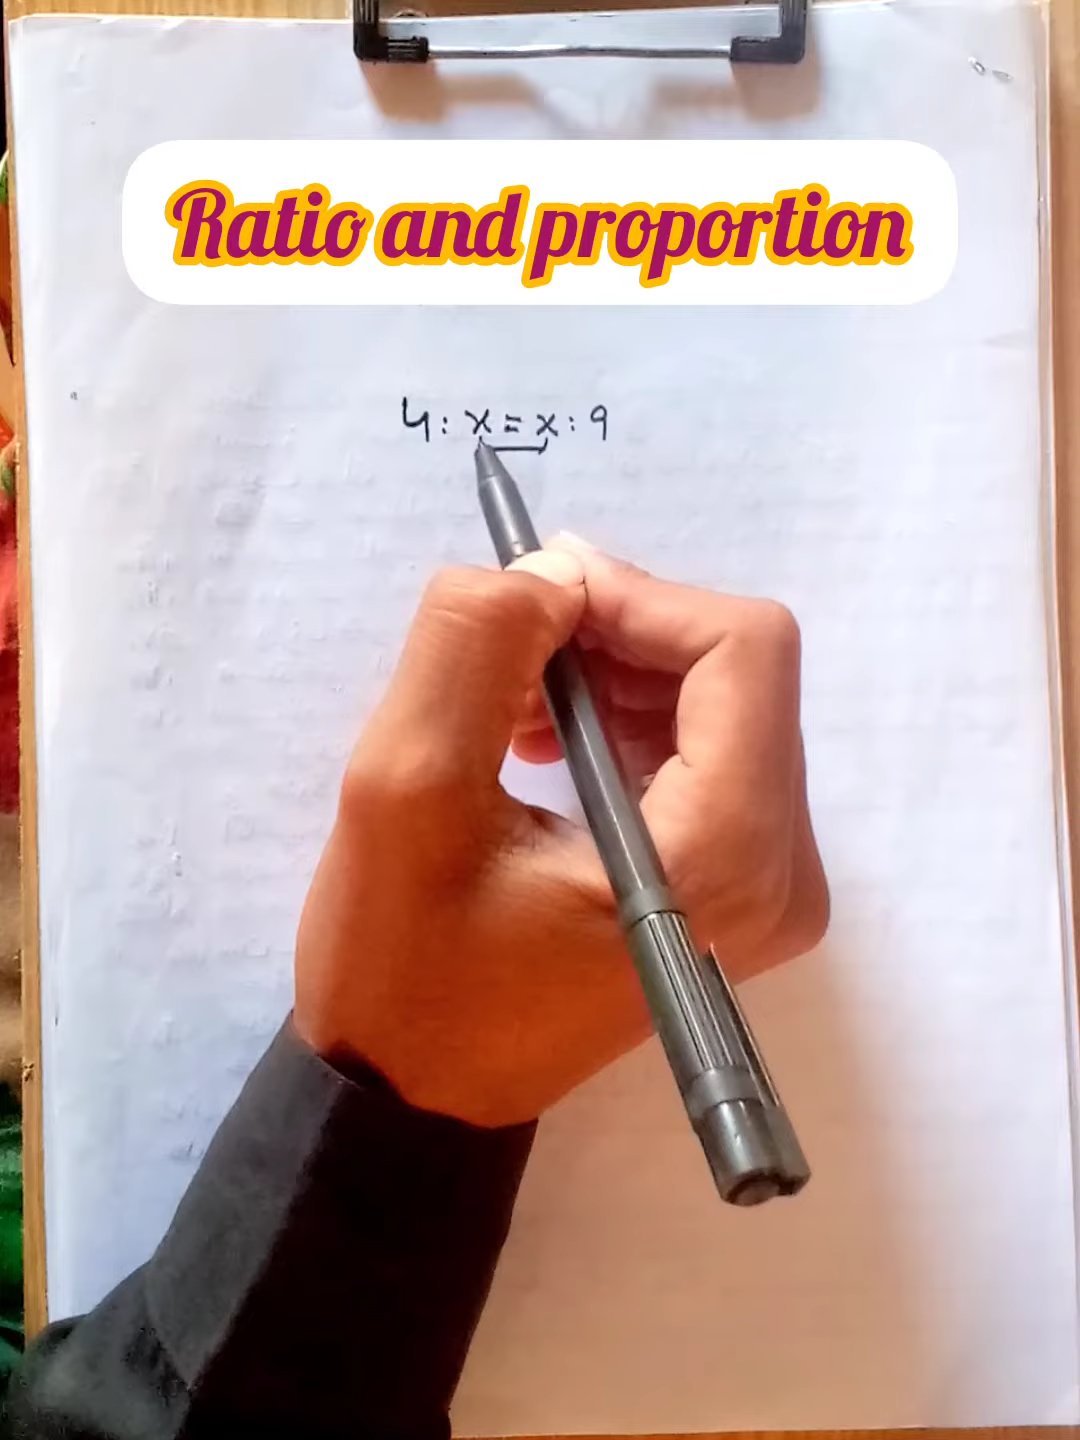 Ratio and proportion
4 : x = x : 9